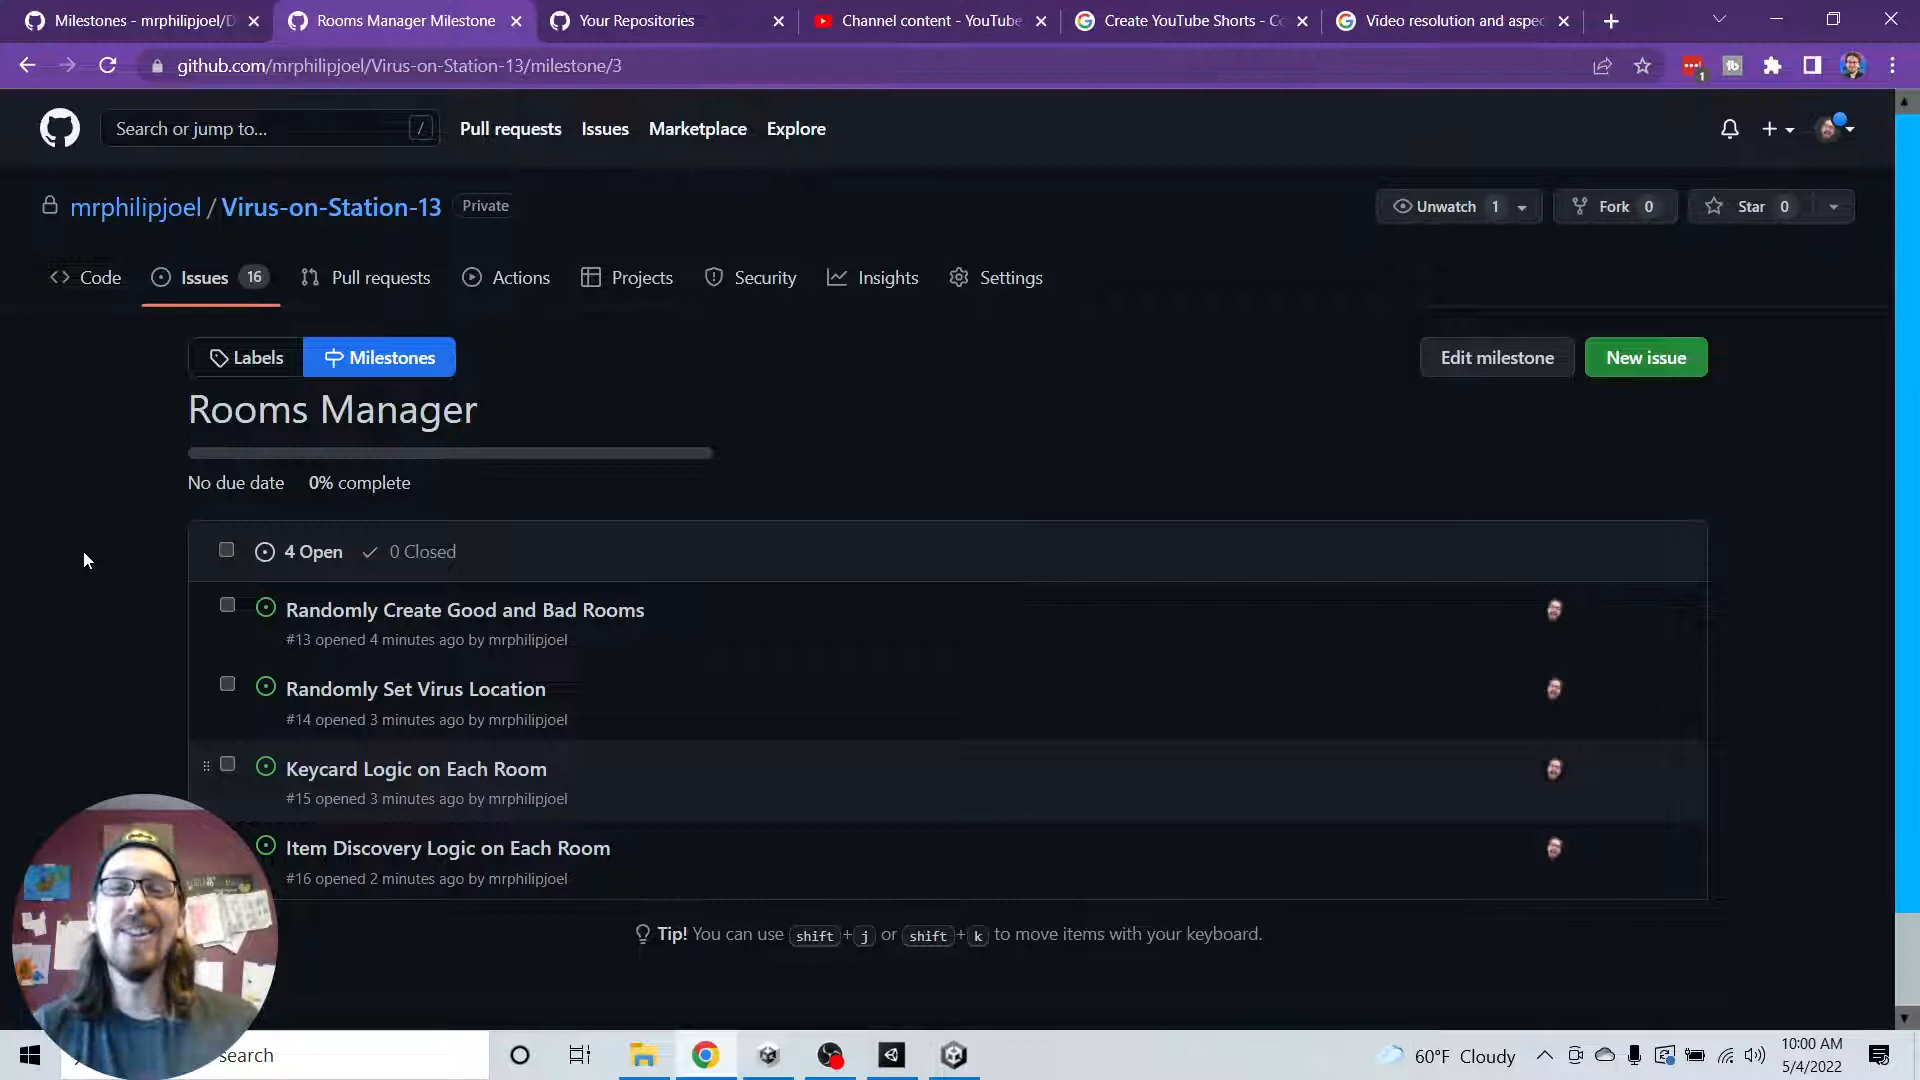 Milestones - mrphilipjoel/D
Rooms Manager Milestone
Your Repositories
Channel content - YouTube
Create YouTube Shorts - Co
Video resolution and aspec
github.com/mrphilipjoel/Virus-on-Station-13/milestone/3
1
Search or jump to... /
Pull requests Issues Marketplace Explore
mrphilipjoel / Virus-on-Station-13 Private
Unwatch 1 Fork 0 Star 0
Code Issues 16 Pull requests Actions Projects Security Insights Settings
Labels Milestones
Edit milestone New issue
Rooms Manager
No due date 0% complete
4 Open 0 Closed
Randomly Create Good and Bad Rooms
#13 opened 4 minutes ago by mrphilipjoel
Randomly Set Virus Location
#14 opened 3 minutes ago by mrphilipjoel
Keycard Logic on Each Room
#15 opened 3 minutes ago by mrphilipjoel
Item Discovery Logic on Each Room
#16 opened 2 minutes ago by mrphilipjoel
Tip! You can use shift + j or shift + k to move items with your keyboard.
search
60°F Cloudy
10:00 AM
5/4/2022